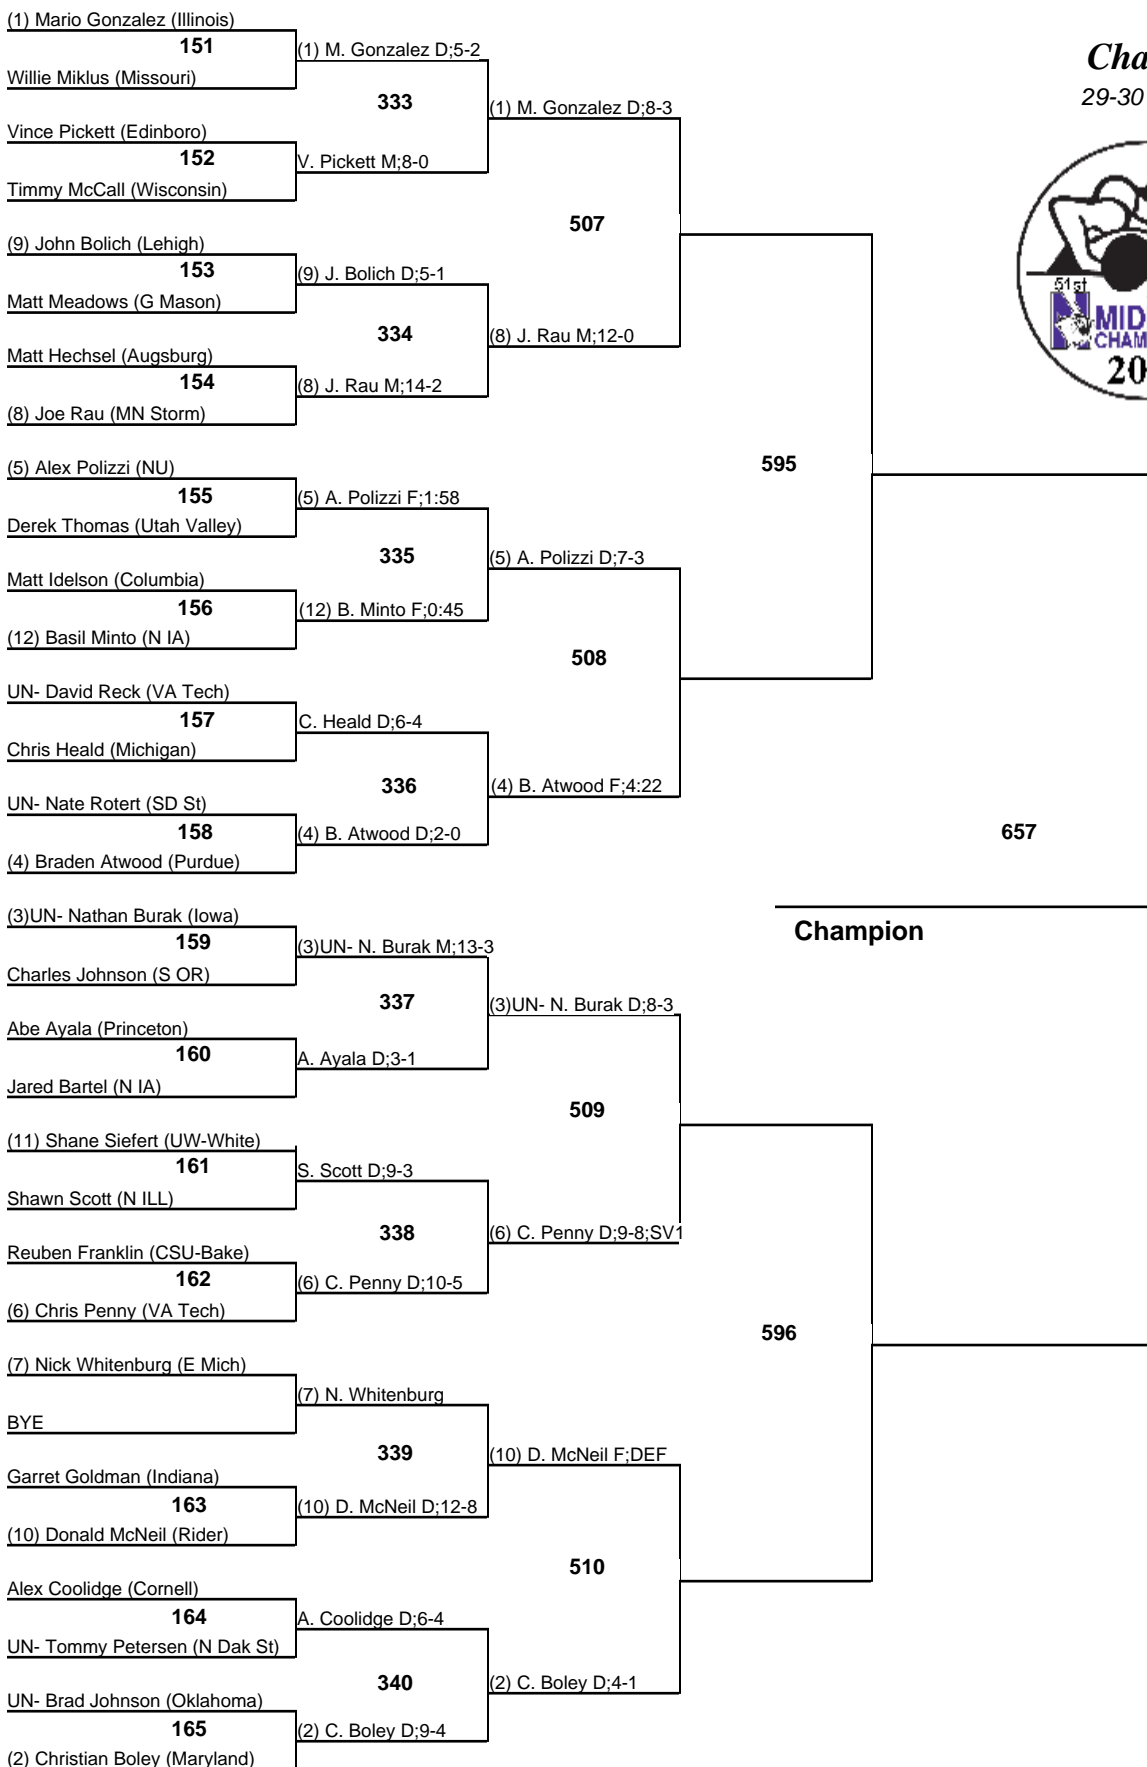 (1) Mario Gonzalez (Illinois)
151
Willie Miklus (Missouri)
Vince Pickett (Edinboro)
152
Timmy McCall (Wisconsin)
(9) John Bolich (Lehigh)
153
Matt Meadows (G Mason)
Matt Hechsel (Augsburg)
154
(8) Joe Rau (MN Storm)
(5) Alex Polizzi (NU)
155
Derek Thomas (Utah Valley)
Matt Idelson (Columbia)
156
(12) Basil Minto (N IA)
UN- David Reck (VA Tech)
157
Chris Heald (Michigan)
UN- Nate Rotert (SD St)
158
(4) Braden Atwood (Purdue)
(3)UN- Nathan Burak (Iowa)
159
Charles Johnson (S OR)
Abe Ayala (Princeton)
160
Jared Bartel (N IA)
(11) Shane Siefert (UW-White)
161
Shawn Scott (N ILL)
Reuben Franklin (CSU-Bake)
162
(6) Chris Penny (VA Tech)
(7) Nick Whitenburg (E Mich)
BYE
Garret Goldman (Indiana)
163
(10) Donald McNeil (Rider)
Alex Coolidge (Cornell)
164
UN- Tommy Petersen (N Dak St)
UN- Brad Johnson (Oklahoma)
165
(2) Christian Boley (Maryland)
(1) M. Gonzalez D;5-2
333
V. Pickett M;8-0
(9) J. Bolich D;5-1
334
(8) J. Rau M;14-2
(5) A. Polizzi F;1:58
335
(12) B. Minto F;0:45
C. Heald D;6-4
336
(4) B. Atwood D;2-0
(3)UN- N. Burak M;13-3
337
A. Ayala D;3-1
S. Scott D;9-3
338
(6) C. Penny D;10-5
(7) N. Whitenburg
339
(10) D. McNeil D;12-8
A. Coolidge D;6-4
340
(2) C. Boley D;9-4
(1) M. Gonzalez D;8-3
507
(8) J. Rau M;12-0
(5) A. Polizzi D;7-3
508
(4) B. Atwood F;4:22
(3)UN- N. Burak D;8-3
509
(6) C. Penny D;9-8;SV1
(10) D. McNeil F;DEF
510
(2) C. Boley D;4-1
595
596
657
Champion
Cha
29-30
51st
N
MID
CHAM
20